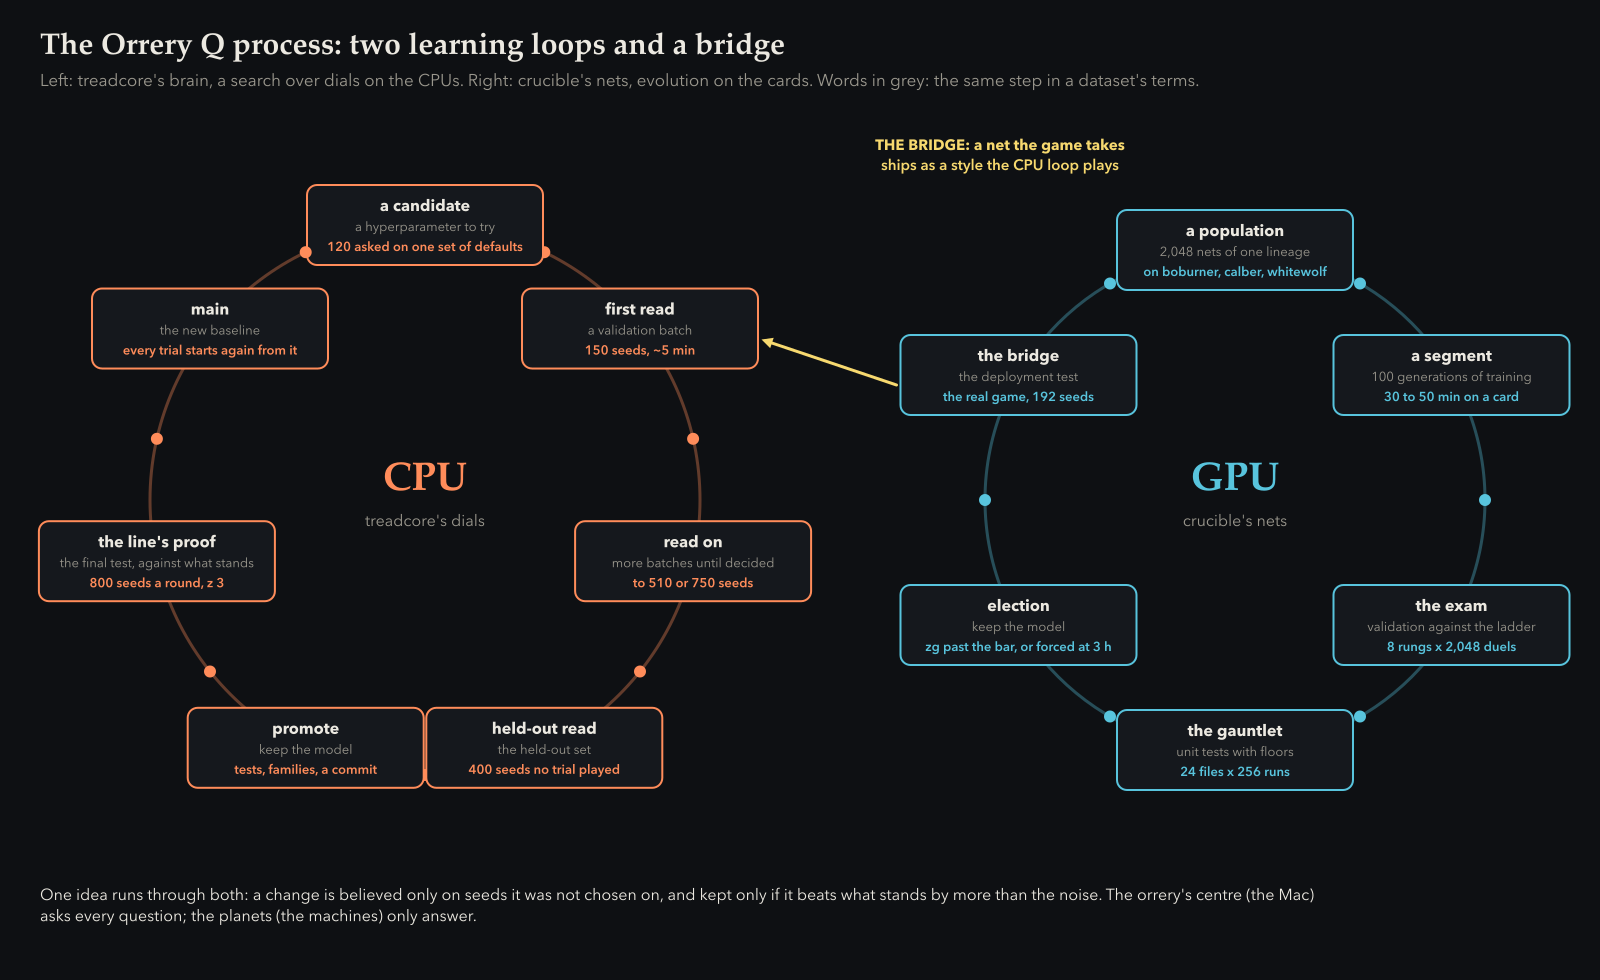 The Orrery Q process: two learning loops and a bridge
Left: treadcore's brain, a search over dials on the CPUs. Right: crucible's nets, evolution on the cards. Words in grey: the same step in a dataset's terms.
THE BRIDGE: a net the game takes
ships as a style the CPU loop plays
a candidate
a hyperparameter to try
120 asked on one set of defaults
main
the new baseline
every trial starts again from it
first read
a validation batch
150 seeds, ~5 min
CPU
treadcore's dials
the line's proof
the final test, against what stands
800 seeds a round, z 3
read on
more batches until decided
to 510 or 750 seeds
promote
keep the model
tests, families, a commit
held-out read
the held-out set
400 seeds no trial played
a population
2,048 nets of one lineage
on boburner, calber, whitewolf
the bridge
the deployment test
the real game, 192 seeds
a segment
100 generations of training
30 to 50 min on a card
GPU
crucible's nets
election
keep the model
zg past the bar, or forced at 3 h
the exam
validation against the ladder
8 rungs x 2,048 duels
the gauntlet
unit tests with floors
24 files x 256 runs
One idea runs through both: a change is believed only on seeds it was not chosen on, and kept only if it beats what stands by more than the noise. The orrery's centre (the Mac)
asks every question; the planets (the machines) only answer.